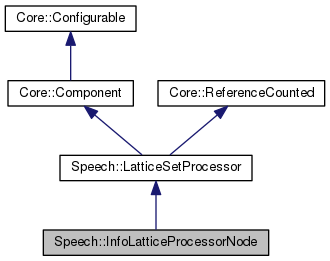 Core::Configurable
Core::Component
Core::ReferenceCounted
Speech::LatticeSetProcessor
Speech::InfoLatticeProcessorNode